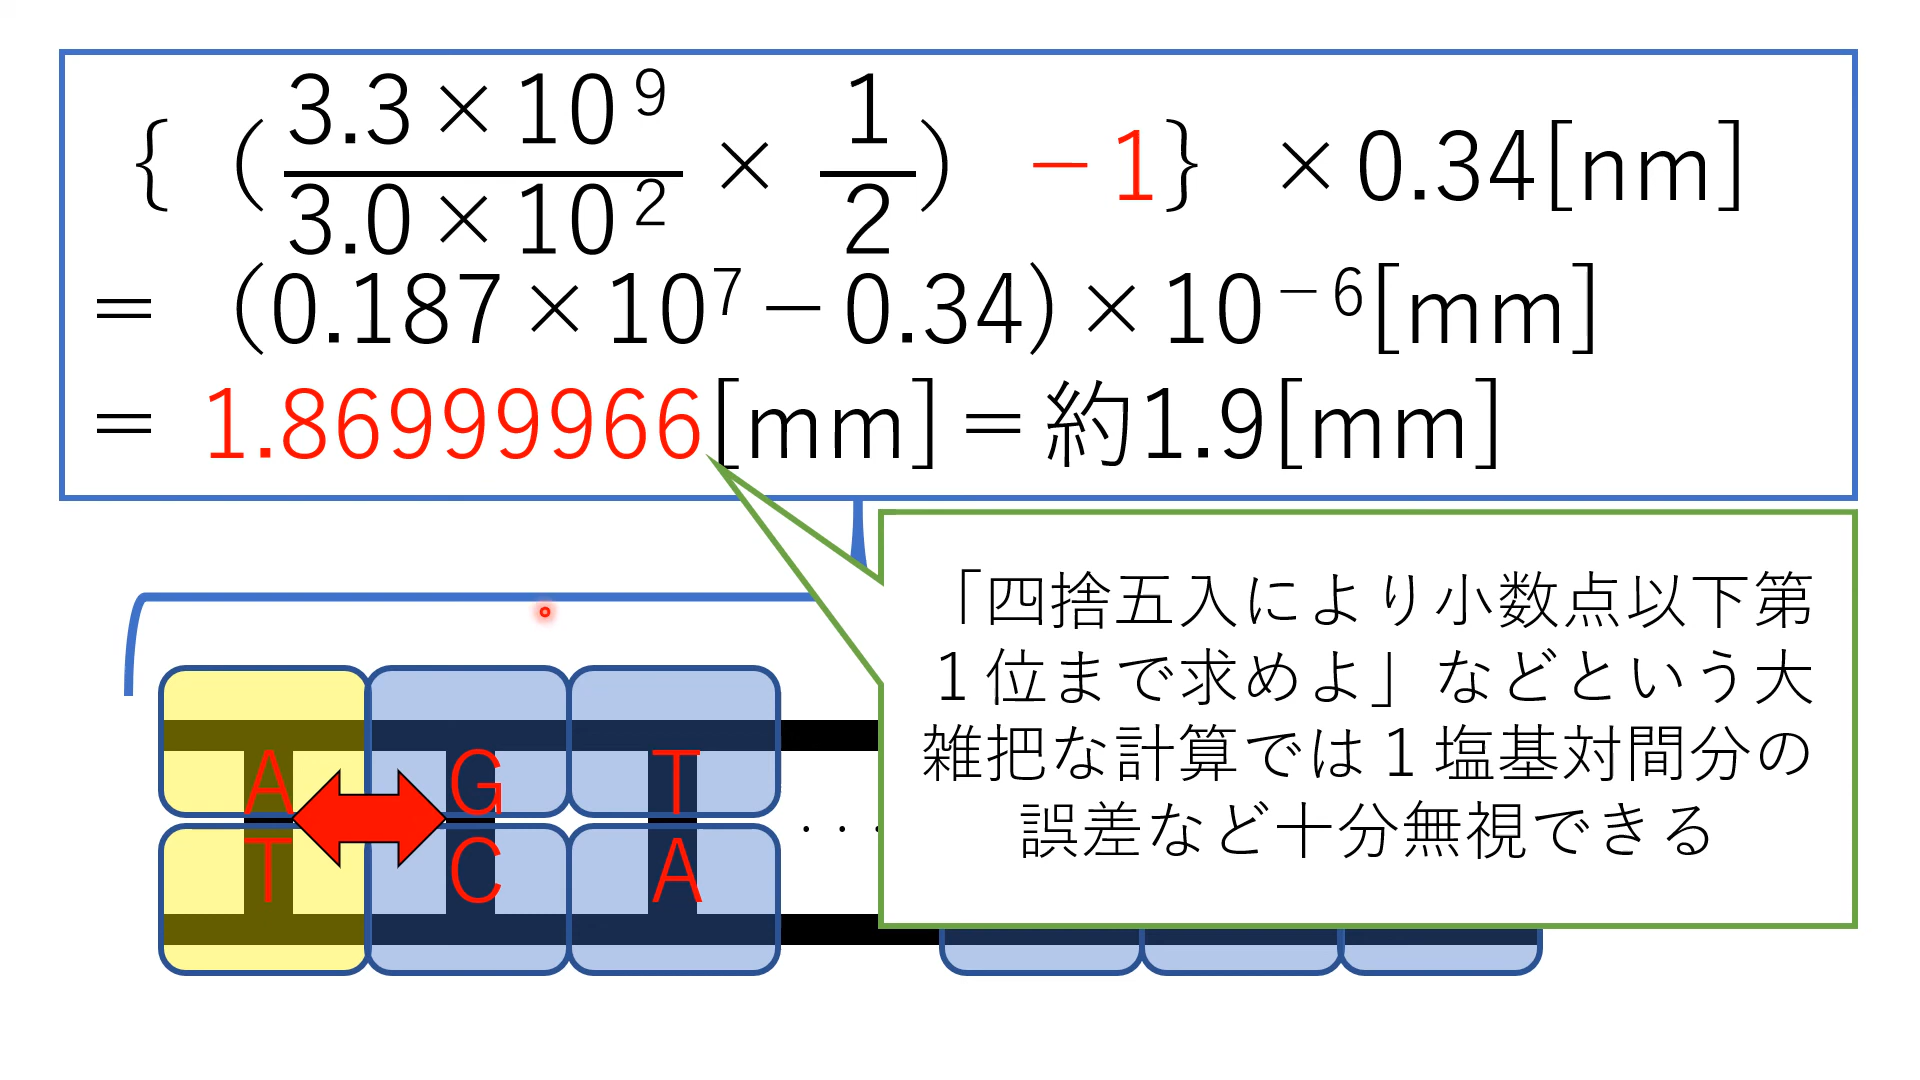 { (3.3×10⁹/3.0×10² × 1/2) －1} ×0.34[nm]
＝ (0.187×10⁷－0.34)×10⁻⁶[mm]
＝ 1.86999966[mm]＝約1.9[mm]
「四捨五入により小数点以下第
１位まで求めよ」などという大
雑把な計算では１塩基対間分の
誤差など十分無視できる
A G T
T C A
・・・